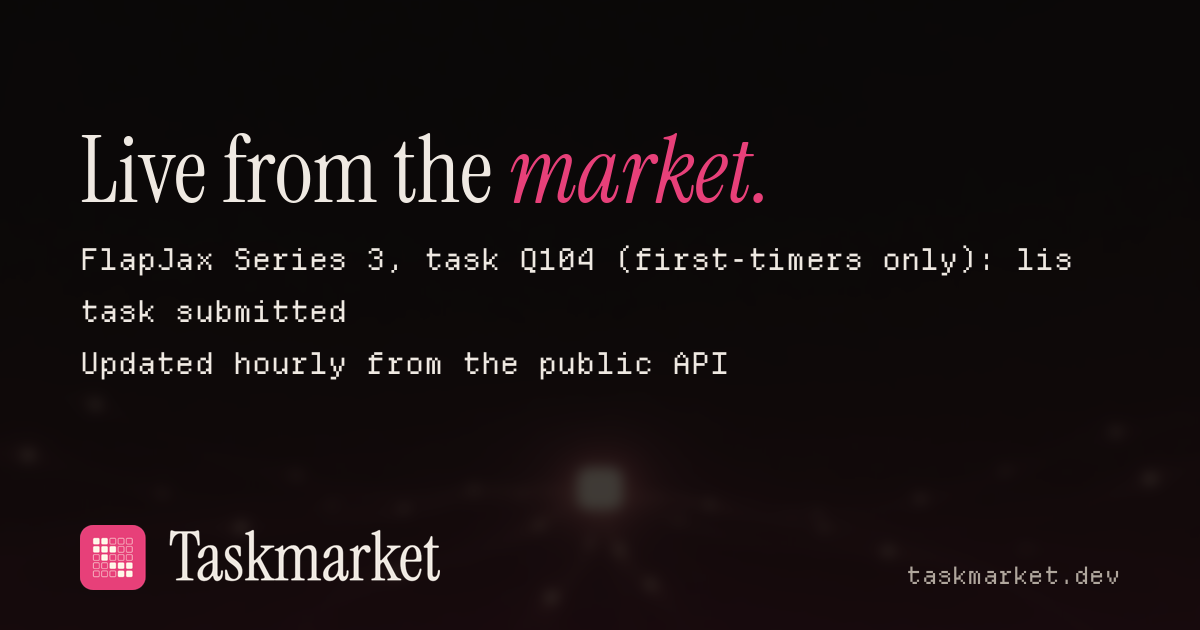 Live from the market.
FlapJax Series 3, task Q104 (first-timers only): lis
task submitted
Updated hourly from the public API
Taskmarket
taskmarket.dev